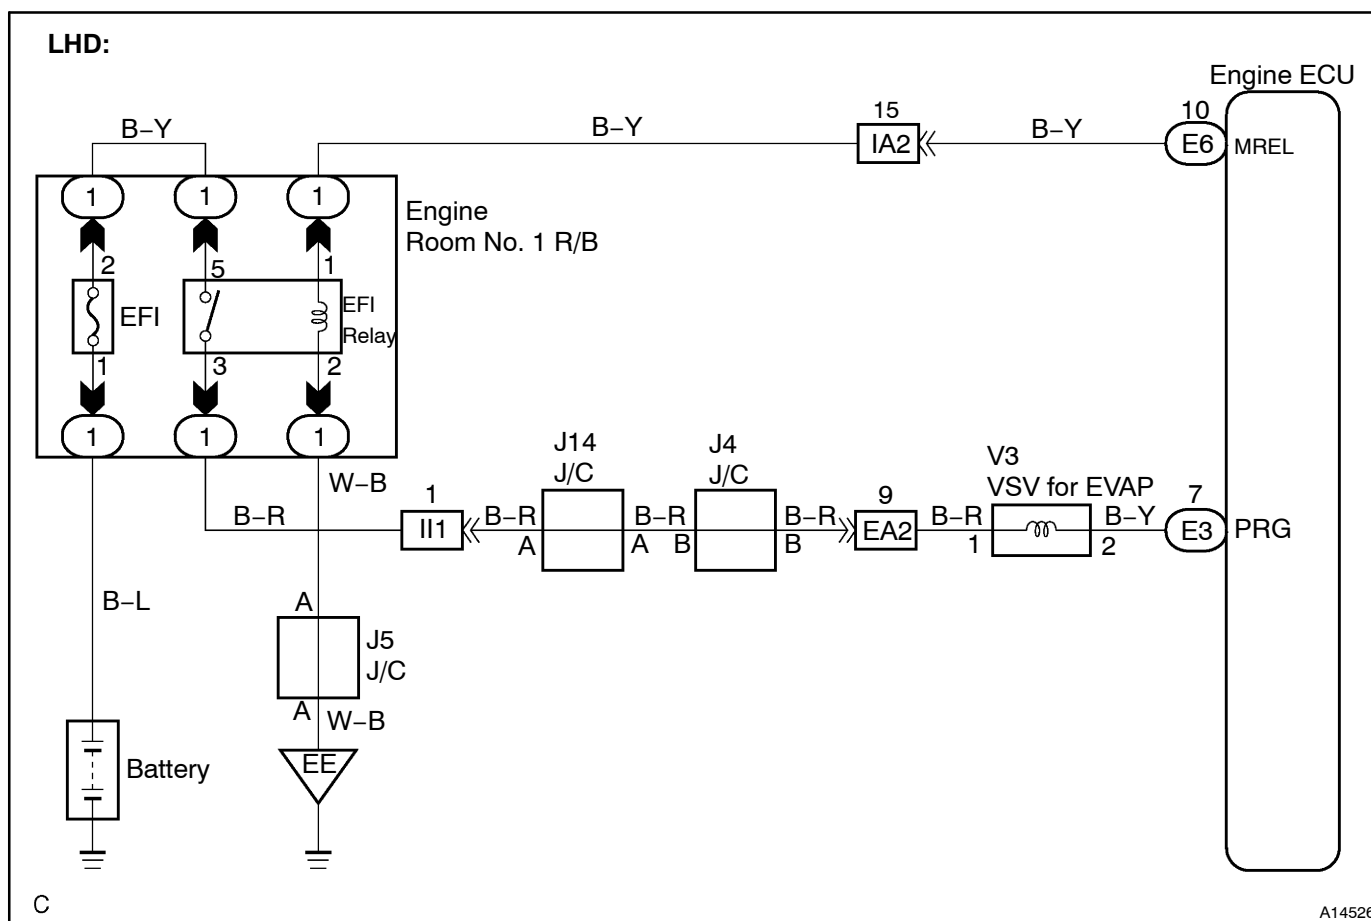 LHD:
Engine ECU
B–Y
B–Y
15
IA2
B–Y
10
E6
MREL
1
1
1
Engine
Room No. 1 R/B
2
5
1
EFI
EFI
Relay
1
3
2
1
1
1
W–B
B–R
1
II1
B–R
A
J14
J/C
B–R
A
B
J4
J/C
B–R
B
9
EA2
B–R
1
V3
VSV for EVAP
B–Y
2
7
E3
PRG
B–L
A
J5
J/C
A
W–B
EE
Battery
C
A14526